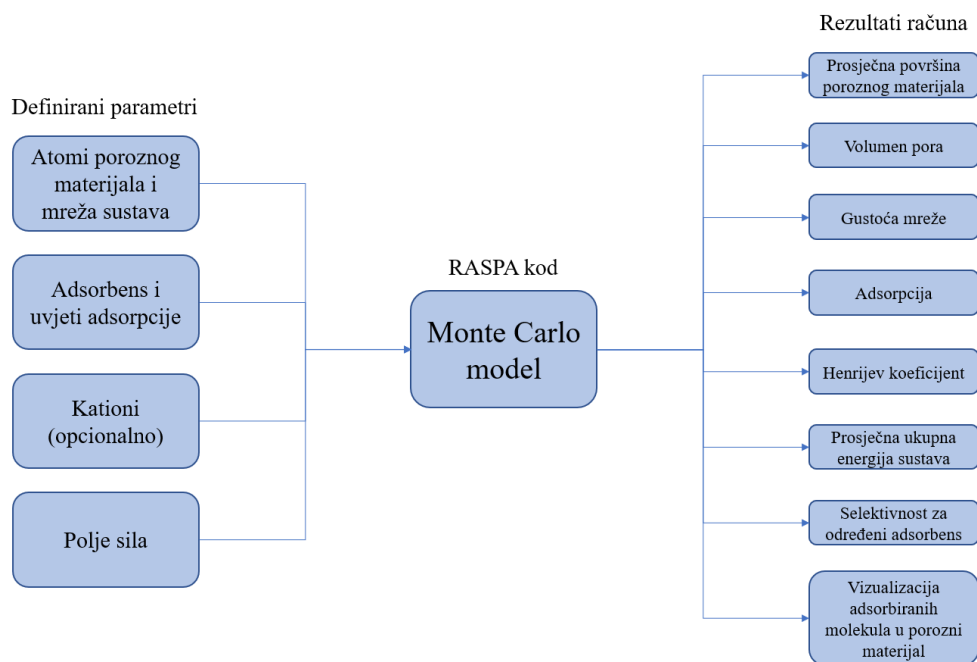 Definirani parametri
Atomi poroznog
materijala i
mreža sustava
Adsorbens i
uvjeti adsorpcije
Kationi
(opcionalno)
Polje sila
RASPA kod
Monte Carlo
model
Rezultati računa
Prosječna površina
poroznog materijala
Volumen pora
Gustoća mreže
Adsorpcija
Henrijev koeficijent
Prosječna ukupna
energija sustava
Selektivnost za
određeni adsorbens
Vizualizacija
adsorbiranih
molekula u porozni
materijal